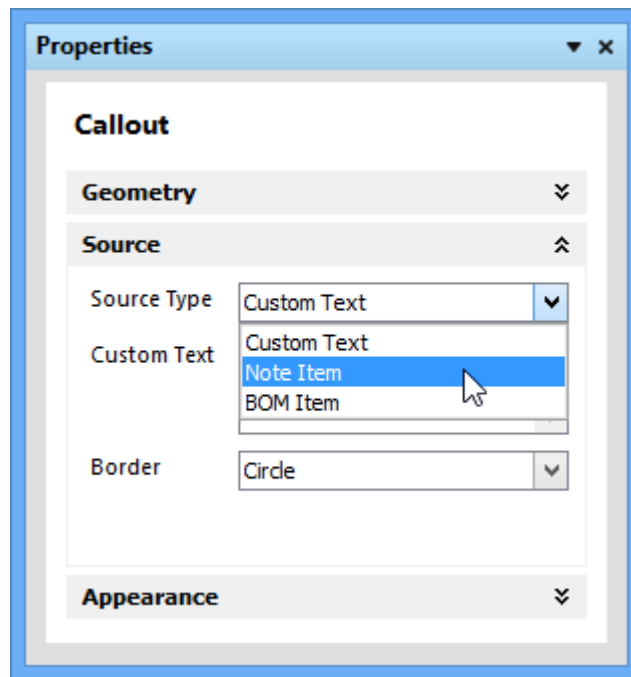 Properties
Callout
Geometry
Source
Source Type Custom Text
Custom Text
Custom Text
Note Item
BOM Item
Border Circle
Appearance